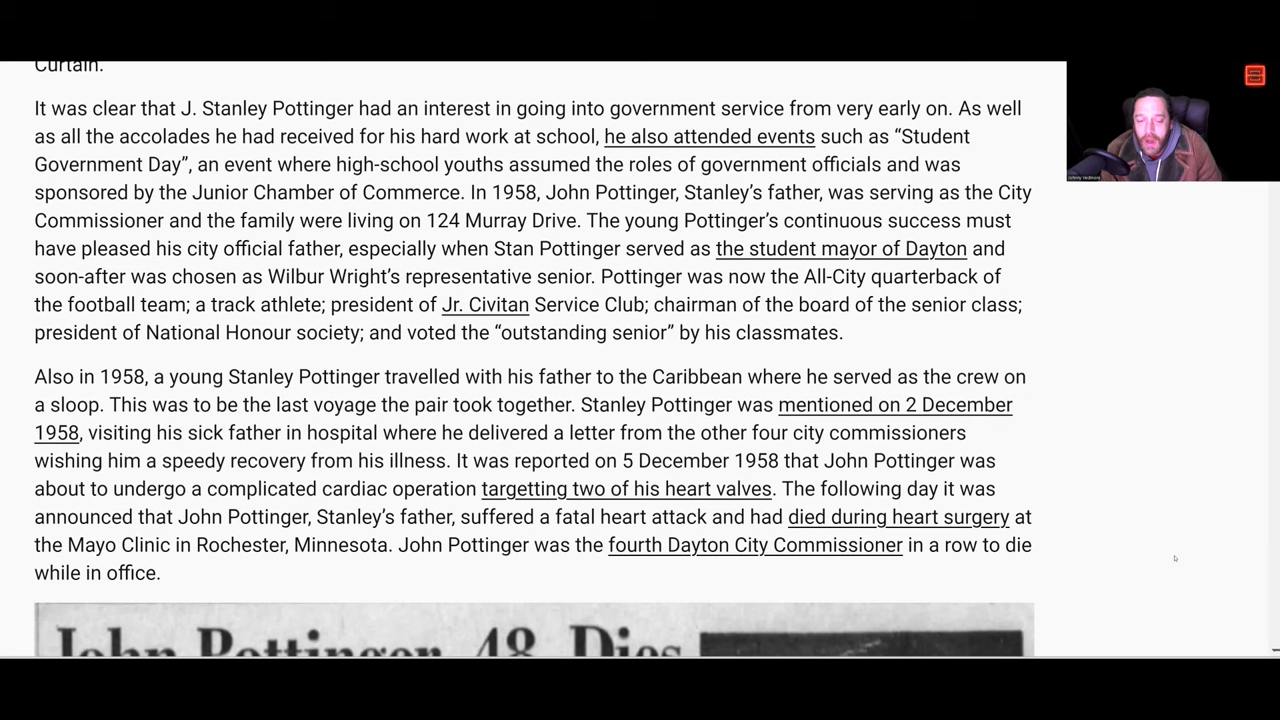 Curtain.
It was clear that J. Stanley Pottinger had an interest in going into government service from very early on. As well
as all the accolades he had received for his hard work at school, he also attended events such as “Student
Government Day”, an event where high-school youths assumed the roles of government officials and was
sponsored by the Junior Chamber of Commerce. In 1958, John Pottinger, Stanley’s father, was serving as the City
Commissioner and the family were living on 124 Murray Drive. The young Pottinger’s continuous success must
have pleased his city official father, especially when Stan Pottinger served as the student mayor of Dayton and
soon-after was chosen as Wilbur Wright’s representative senior. Pottinger was now the All-City quarterback of
the football team; a track athlete; president of Jr. Civitan Service Club; chairman of the board of the senior class;
president of National Honour society; and voted the “outstanding senior” by his classmates.
Also in 1958, a young Stanley Pottinger travelled with his father to the Caribbean where he served as the crew on
a sloop. This was to be the last voyage the pair took together. Stanley Pottinger was mentioned on 2 December
1958, visiting his sick father in hospital where he delivered a letter from the other four city commissioners
wishing him a speedy recovery from his illness. It was reported on 5 December 1958 that John Pottinger was
about to undergo a complicated cardiac operation targetting two of his heart valves. The following day it was
announced that John Pottinger, Stanley’s father, suffered a fatal heart attack and had died during heart surgery at
the Mayo Clinic in Rochester, Minnesota. John Pottinger was the fourth Dayton City Commissioner in a row to die
while in office.
John Pottinger, 48, Dies
Johnny Vedmore